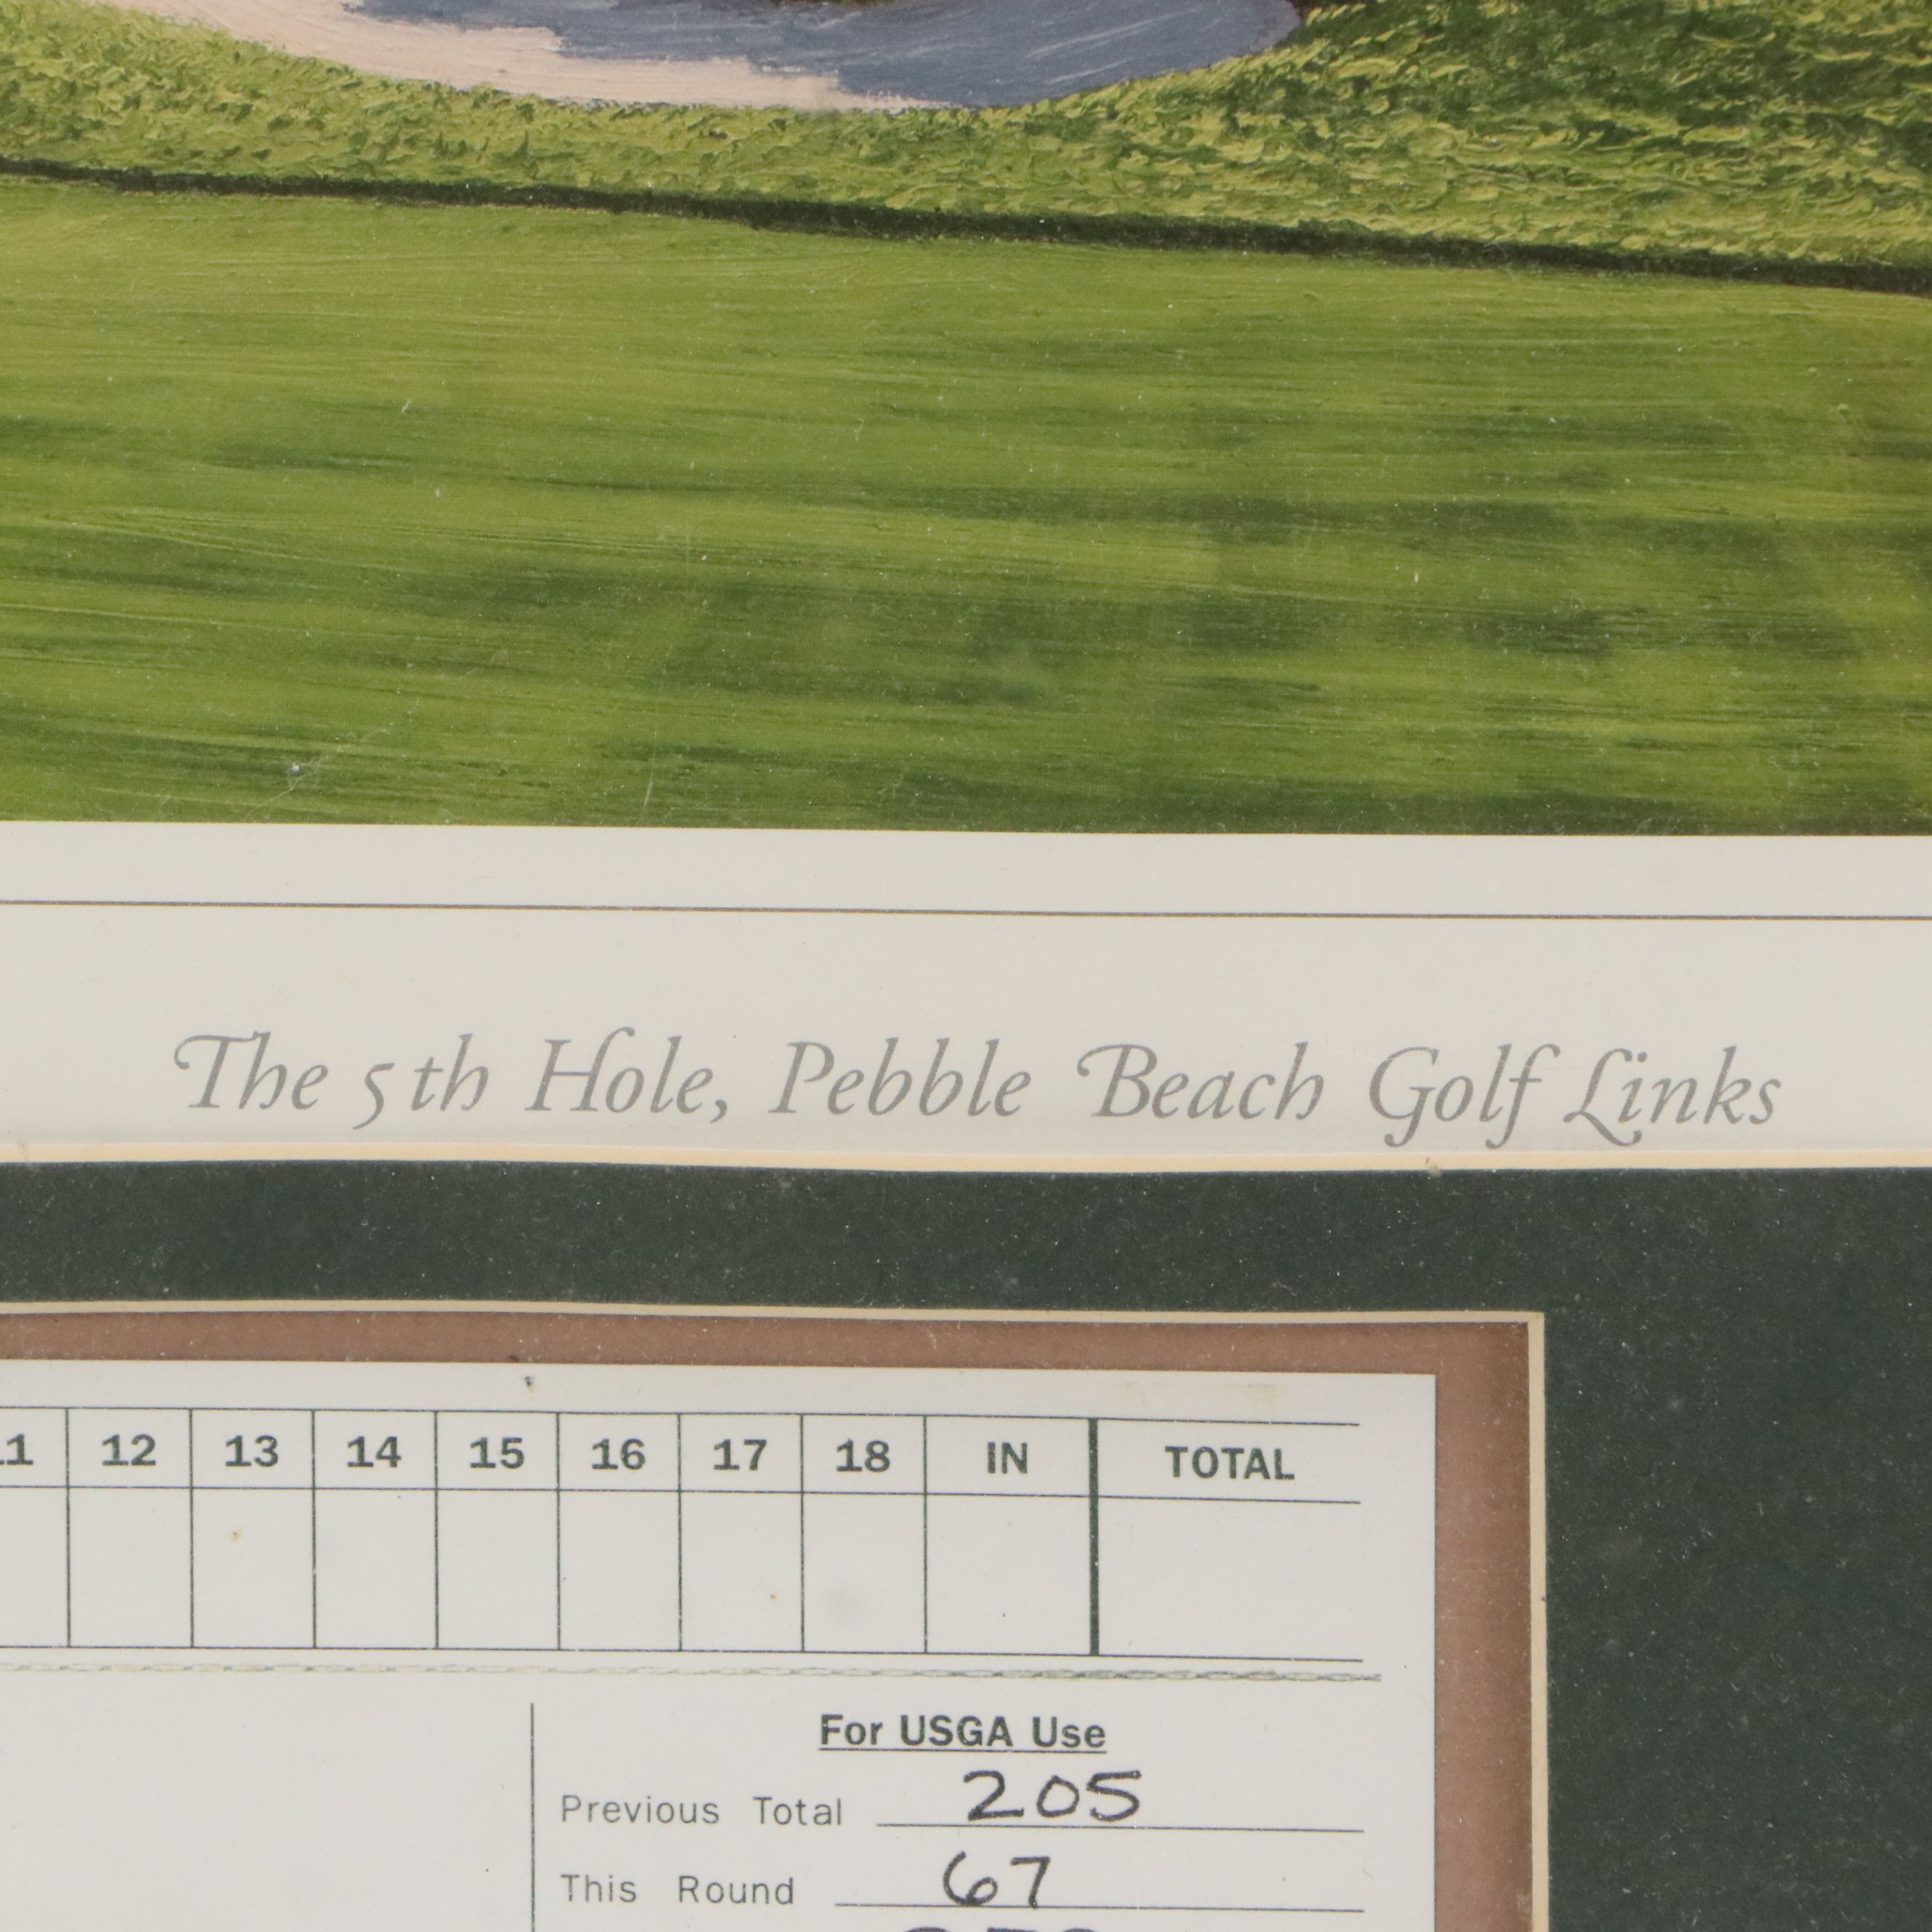 The 5th Hole, Pebble Beach Golf Links
12 13 14 15 16 17 18 IN TOTAL
For USGA Use
Previous Total 205
This Round 67